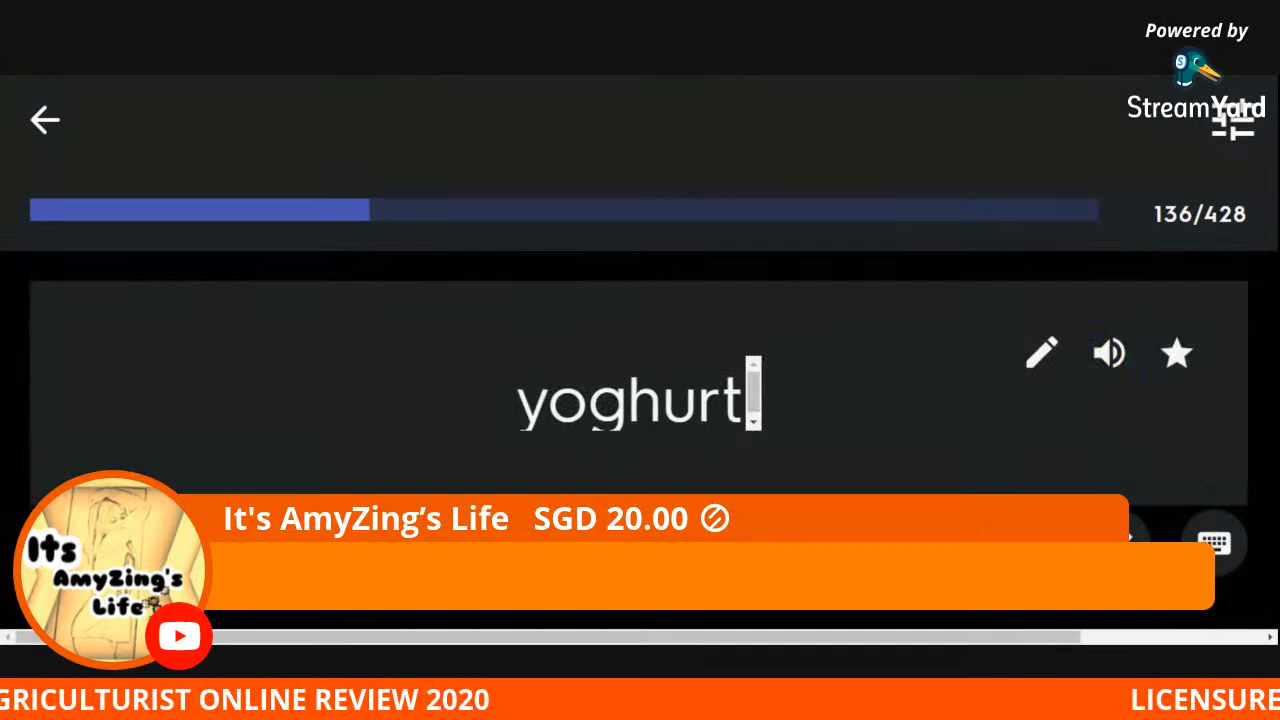 Powered by
StreamYard
136/428
yoghurt
It's AmyZing’s Life SGD 20.00
Its
AmyZing's
Life
GRICULTURIST ONLINE REVIEW 2020 LICENSURE